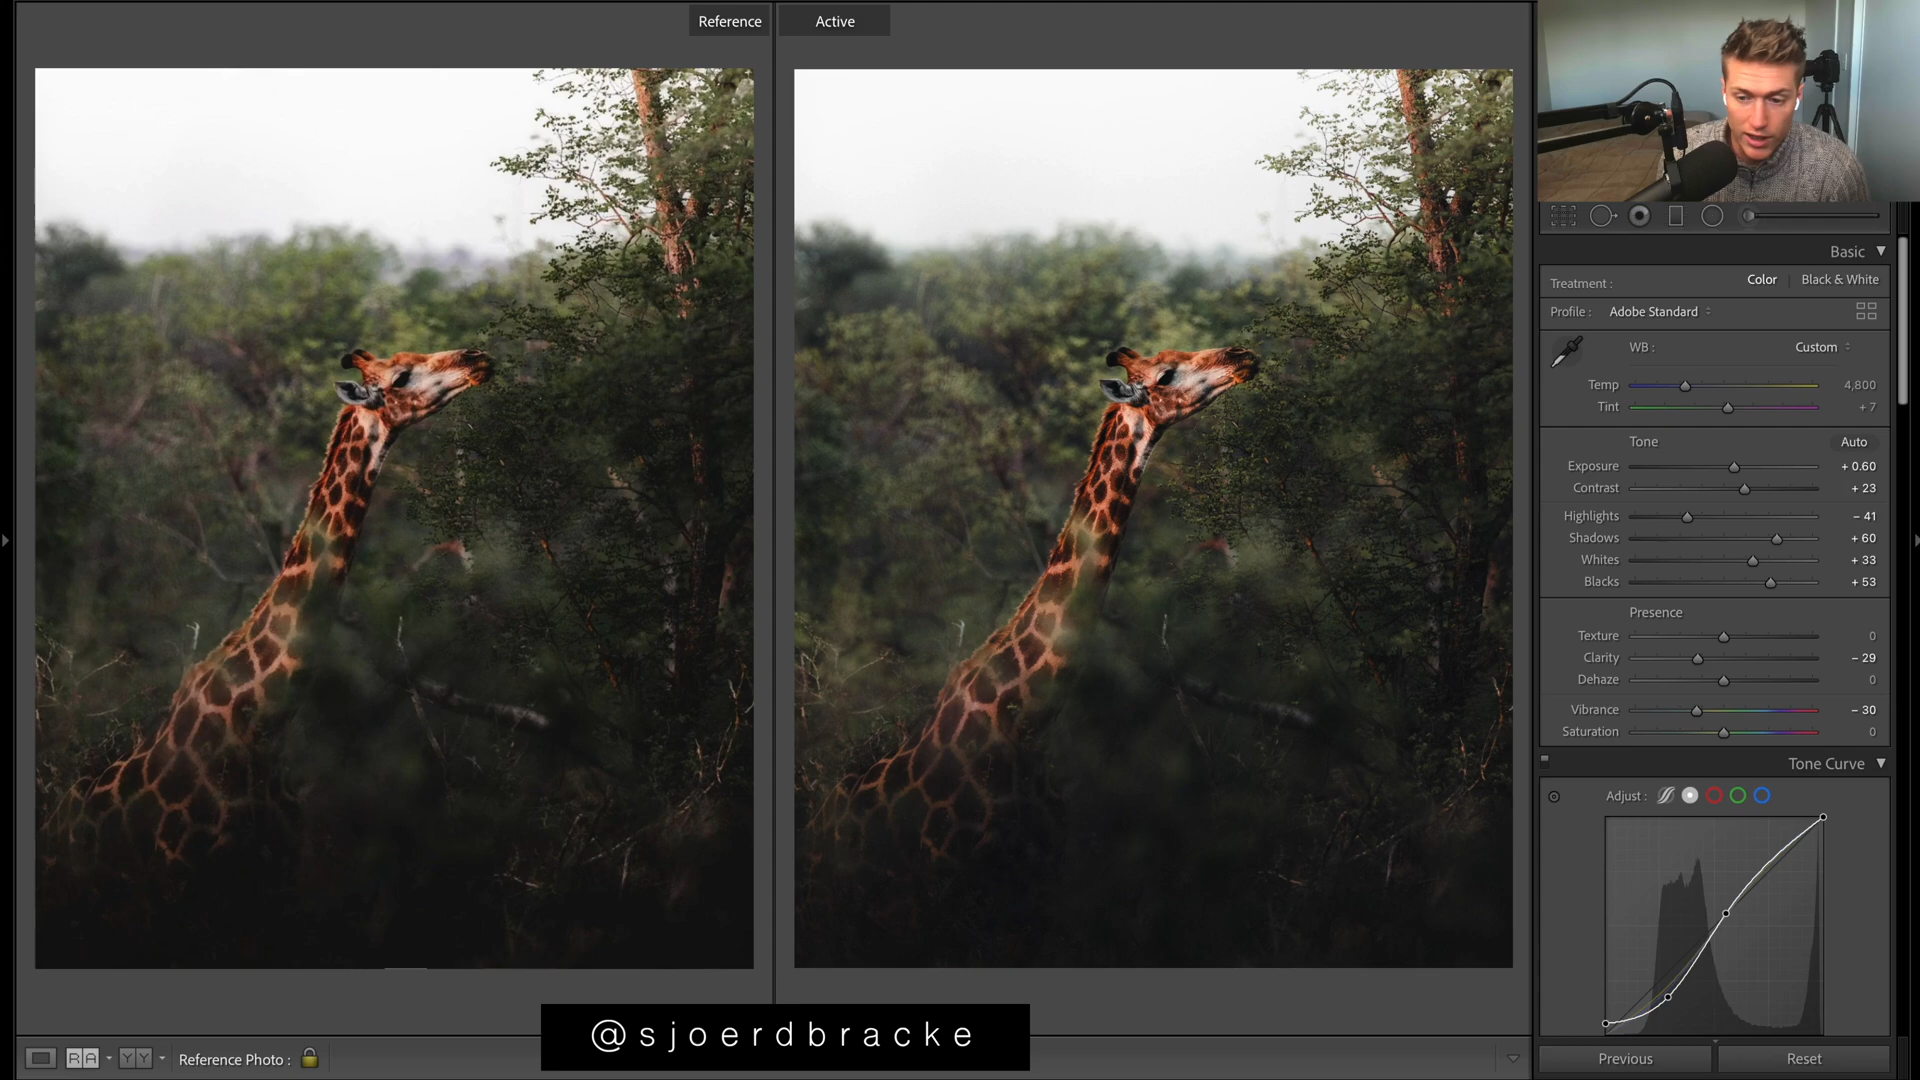 Reference
Active
Basic
Treatment : Color Black & White
Profile : Adobe Standard
WB : Custom
Temp 4,800
Tint + 7
Tone Auto
Exposure + 0.60
Contrast + 23
Highlights – 41
Shadows + 60
Whites + 33
Blacks + 53
Presence
Texture 0
Clarity – 29
Dehaze 0
Vibrance – 30
Saturation 0
Tone Curve
Adjust :
@sjoerdbracke
R A
Y Y
Reference Photo :
Previous
Reset